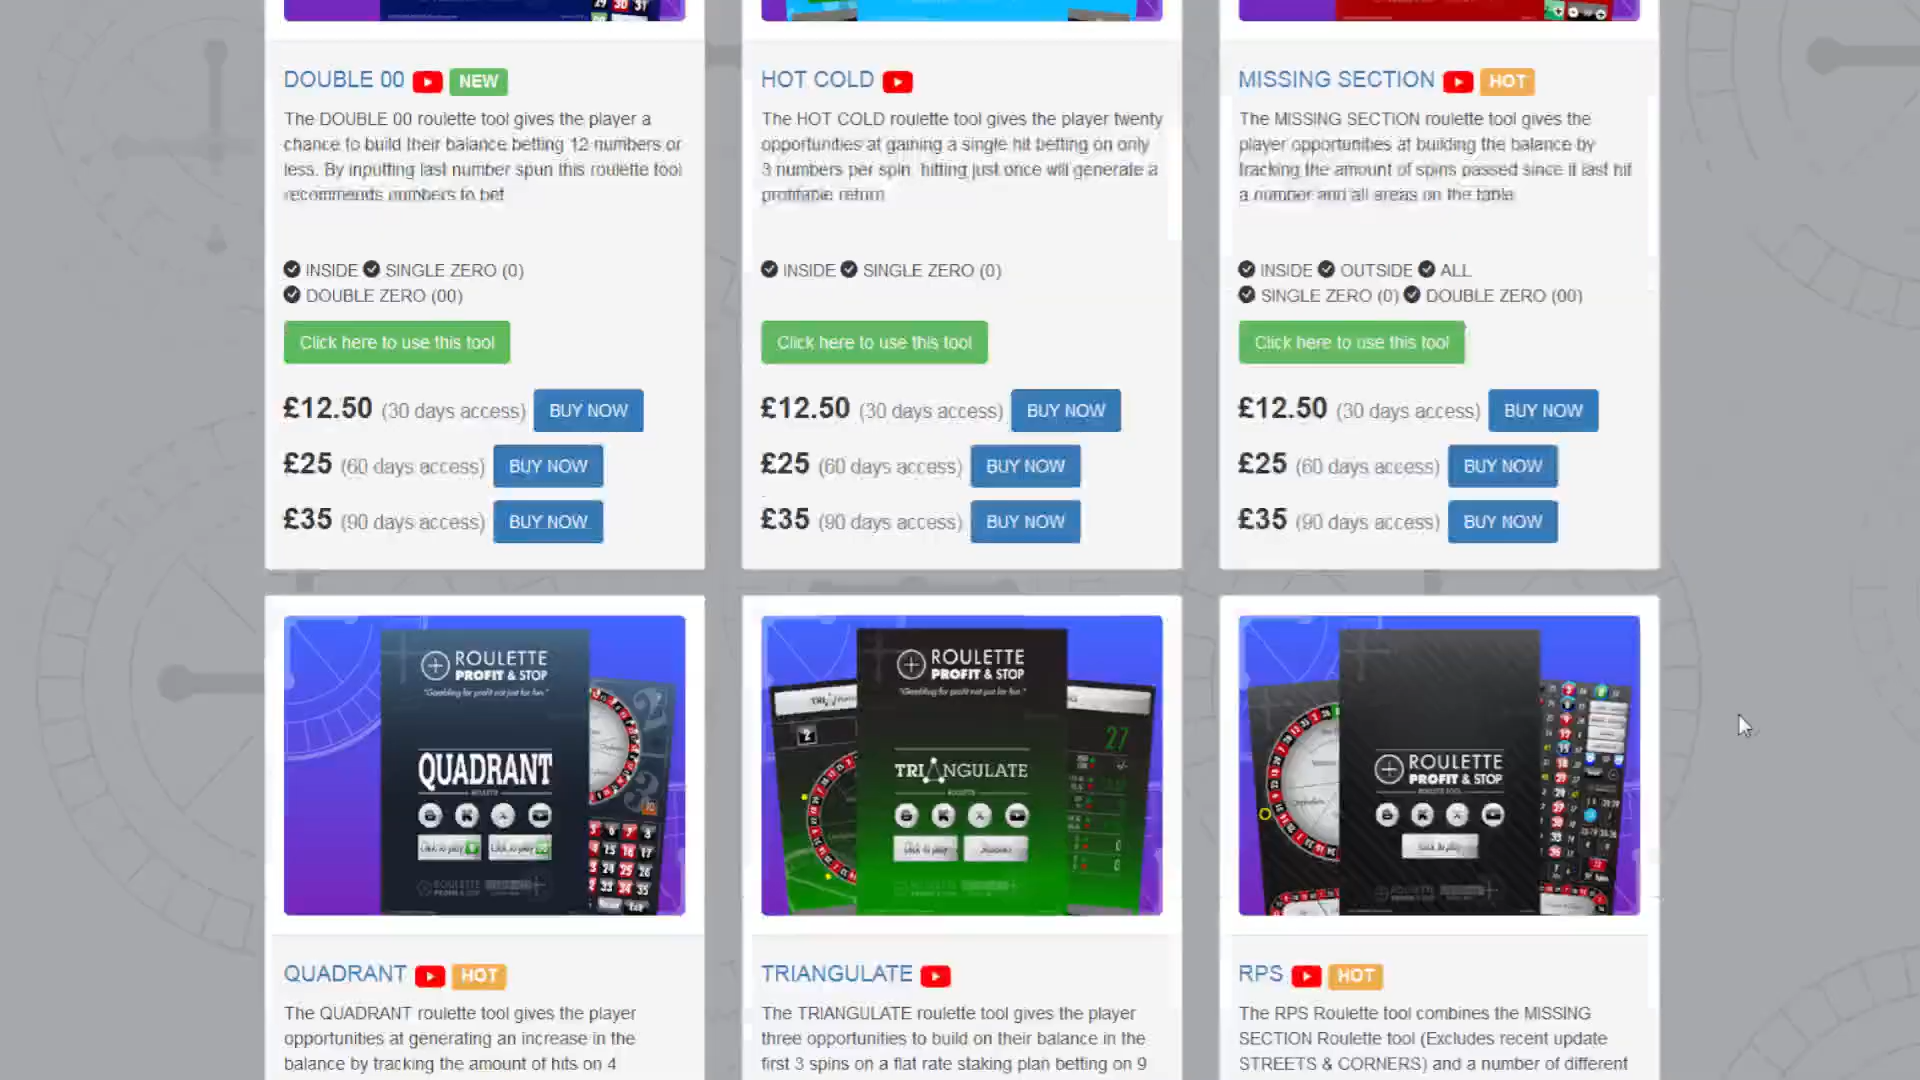 DOUBLE 00 NEW
The DOUBLE 00 roulette tool gives the player a
chance to build their balance betting 12 numbers or
less. By inputting last number spun this roulette tool
recommends numbers to bet
INSIDE SINGLE ZERO (0)
DOUBLE ZERO (00)
Click here to use this tool
£12.50 (30 days access) BUY NOW
£25 (60 days access) BUY NOW
£35 (90 days access) BUY NOW
HOT COLD
The HOT COLD roulette tool gives the player twenty
opportunities at gaining a single hit betting on only
3 numbers per spin, hitting just once will generate a
profitable return
INSIDE SINGLE ZERO (0)
Click here to use this tool
£12.50 (30 days access) BUY NOW
£25 (60 days access) BUY NOW
£35 (90 days access) BUY NOW
MISSING SECTION HOT
The MISSING SECTION roulette tool gives the
player opportunities at building the balance by
tracking the amount of spins passed since it last hit
a number and all areas on the table
INSIDE OUTSIDE ALL
SINGLE ZERO (0) DOUBLE ZERO (00)
Click here to use this tool
£12.50 (30 days access) BUY NOW
£25 (60 days access) BUY NOW
£35 (90 days access) BUY NOW
ROULETTE
PROFIT & STOP
"Gambling for profit not just for fun."
QUADRANT
ROULETTE
QUADRANT HOT
The QUADRANT roulette tool gives the player
opportunities at generating an increase in the
balance by tracking the amount of hits on 4
ROULETTE
PROFIT & STOP
"Gambling for profit not just for fun."
TRIANGULATE
ROULETTE
27
2
TRIANGULATE
The TRIANGULATE roulette tool gives the player
three opportunities to build on their balance in the
first 3 spins on a flat rate staking plan betting on 9
ROULETTE
PROFIT & STOP
ROULETTE TOOL
Click to play
RPS HOT
The RPS Roulette tool combines the MISSING
SECTION Roulette tool (Excludes recent update
STREETS & CORNERS) and a number of different